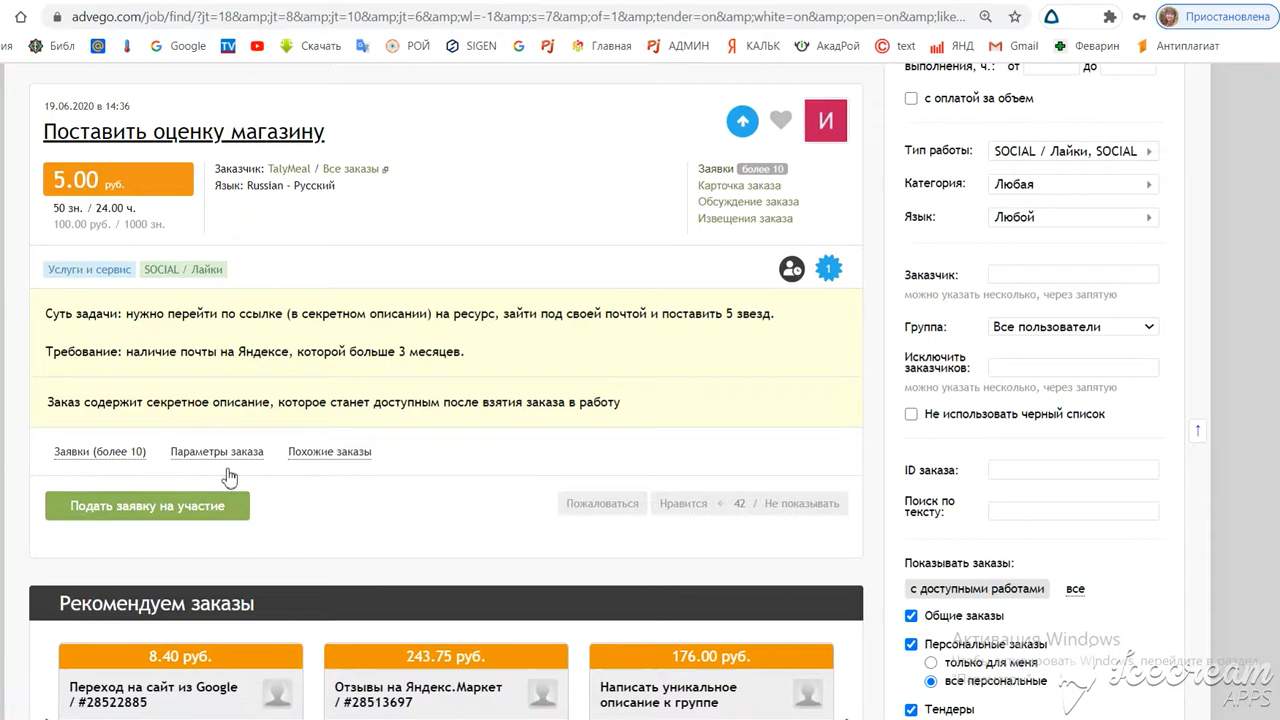 advego.com/job/find/?jt=18&amp;jt=8&amp;jt=10&amp;jt=6&amp;wl=-1&amp;s=7&amp;of=1&amp;tender=on&amp;white=on&amp;open=on&amp;like...
Приостановлена
ия Библ Google TV Скачать РОЙ SIGEN Главная АДМИН КАЛЬК АкадРой text ЯНД Gmail Феварин Антиплагиат
19.06.2020 в 14:36
Поставить оценку магазину
И
5.00 руб.
50 зн. / 24.00 ч.
100.00 руб. / 1000 зн.
Заказчик: TalyMeal / Все заказы
Язык: Russian - Русский
Заявки более 10
Карточка заказа
Обсуждение заказа
Извещения заказа
Услуги и сервис SOCIAL / Лайки
1
Суть задачи: нужно перейти по ссылке (в секретном описании) на ресурс, зайти под своей почтой и поставить 5 звезд.
Требование: наличие почты на Яндексе, которой больше 3 месяцев.
Заказ содержит секретное описание, которое станет доступным после взятия заказа в работу
Заявки (более 10) Параметры заказа Похожие заказы
Подать заявку на участие
Пожаловаться Нравится ← 42 / Не показывать
Рекомендуем заказы
8.40 руб.
Переход на сайт из Google
/ #28522885
243.75 руб.
Отзывы на Яндекс.Маркет
/ #28513697
176.00 руб.
Написать уникальное
описание к группе
выполнения, ч.: от до
с оплатой за объем
Тип работы: SOCIAL / Лайки, SOCIAL
Категория: Любая
Язык: Любой
Заказчик:
можно указать несколько, через запятую
Группа: Все пользователи
Исключить
заказчиков:
можно указать несколько, через запятую
Не использовать черный список
ID заказа:
Поиск по
тексту:
Показывать заказы:
с доступными работами все
Общие заказы
Персональные заказы
только для меня
все персональные
Тендеры
Активация Windows
Icecream
APPS